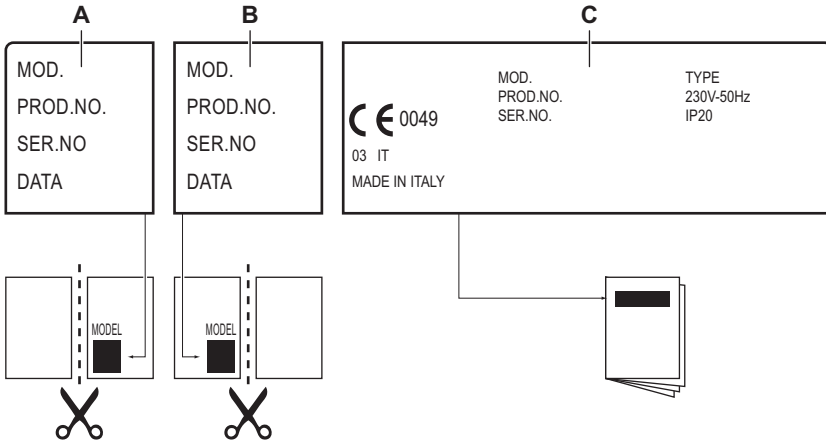 A
B
C
MOD.
PROD.NO.
SER.NO
DATA
MOD.
PROD.NO.
SER.NO
DATA
MOD.
PROD.NO.
SER.NO.
TYPE
230V-50Hz
IP20
CE 0049
03 IT
MADE IN ITALY
MODEL
MODEL